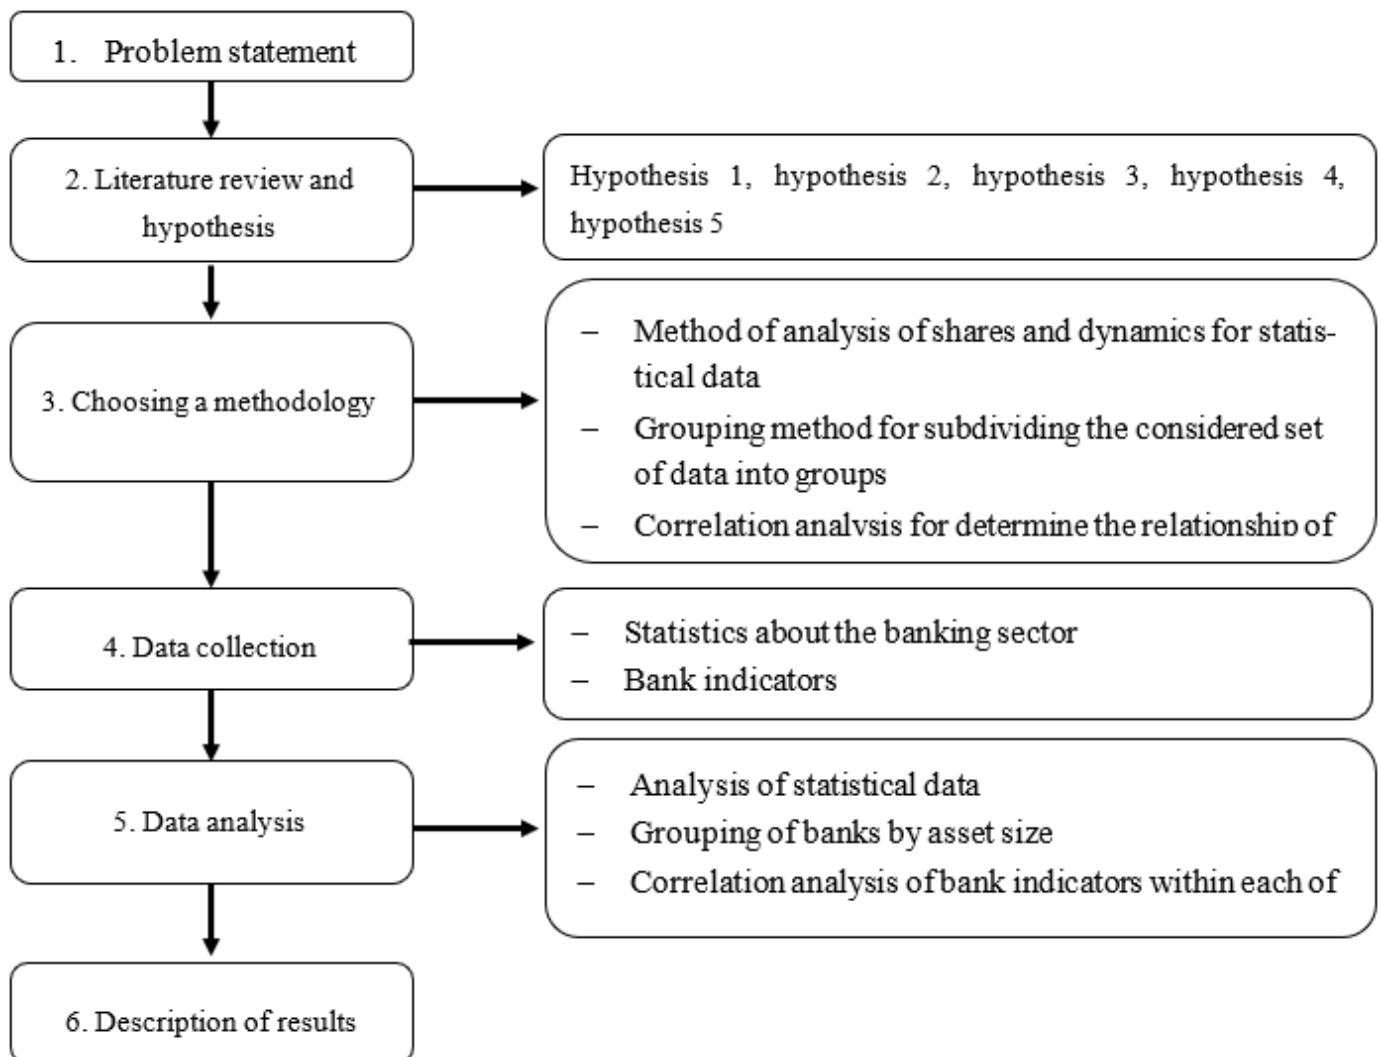 1. Problem statement
2. Literature review and
hypothesis
Hypothesis 1, hypothesis 2, hypothesis 3, hypothesis 4,
hypothesis 5
3. Choosing a methodology
– Method of analysis of shares and dynamics for statis-
tical data
– Grouping method for subdividing the considered set
of data into groups
– Correlation analysis for determine the relationship of
4. Data collection
– Statistics about the banking sector
– Bank indicators
5. Data analysis
– Analysis of statistical data
– Grouping of banks by asset size
– Correlation analysis of bank indicators within each of
6. Description of results